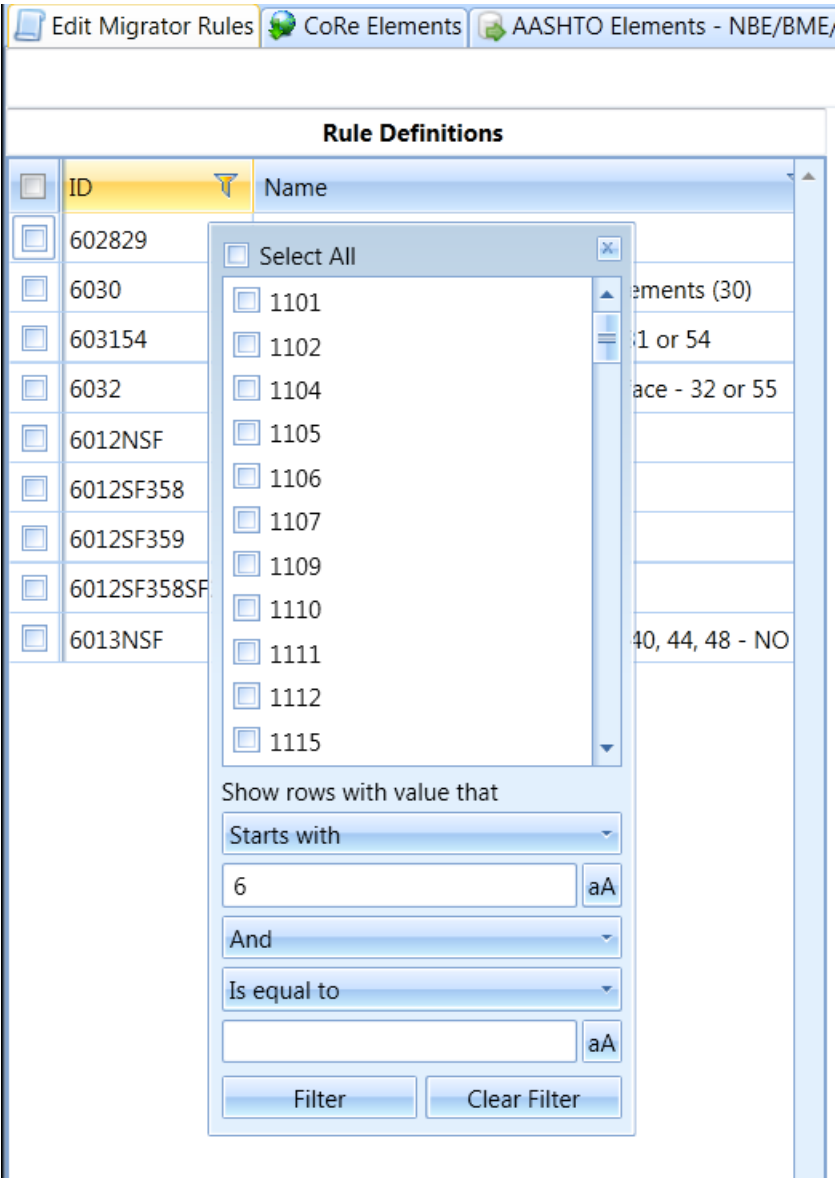 Edit Migrator Rules CoRe Elements AASHTO Elements - NBE/BME/
Rule Definitions
ID Name
602829
6030
603154
6032
6012NSF
6012SF358
6012SF359
6012SF358SF
6013NSF
ements (30)
31 or 54
ace - 32 or 55
40, 44, 48 - NO
Select All
1101
1102
1104
1105
1106
1107
1109
1110
1111
1112
1115
Show rows with value that
Starts with
6 aA
And
Is equal to
aA
Filter Clear Filter